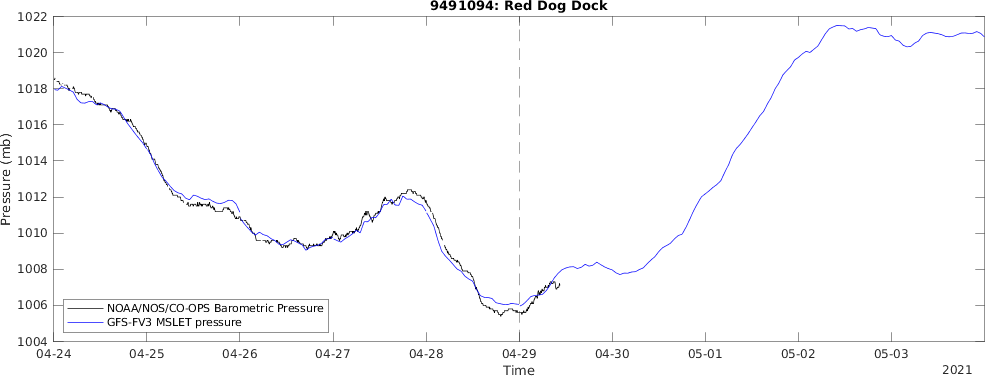 9491094: Red Dog Dock
Pressure (mb)
1022
1020
1018
1016
1014
1012
1010
1008
1006
1004
NOAA/NOS/CO-OPS Barometric Pressure
GFS-FV3 MSLET pressure
04-24 04-25 04-26 04-27 04-28 04-29 04-30 05-01 05-02 05-03
Time
2021